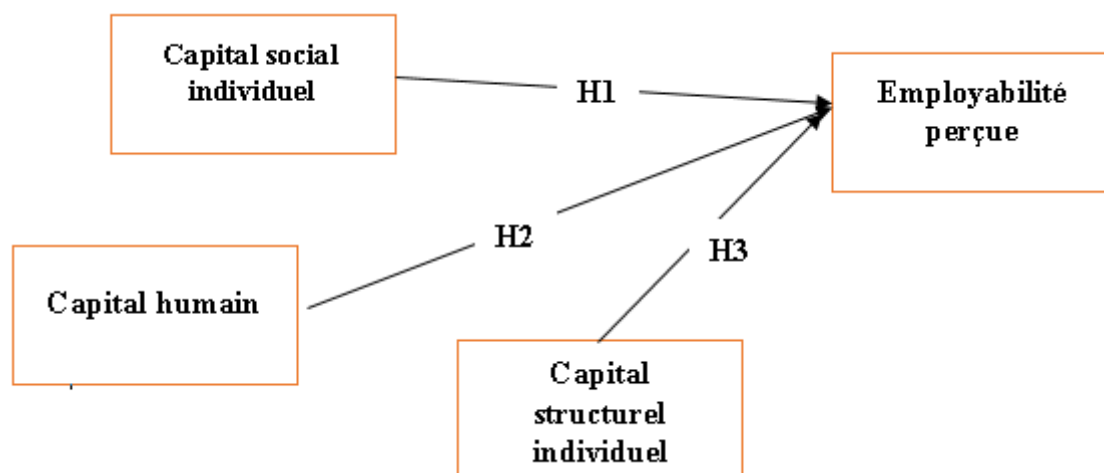 Capital social
individuel
H1
Employabilité
perçue
H2
H3
Capital humain
Capital
structurel
individuel